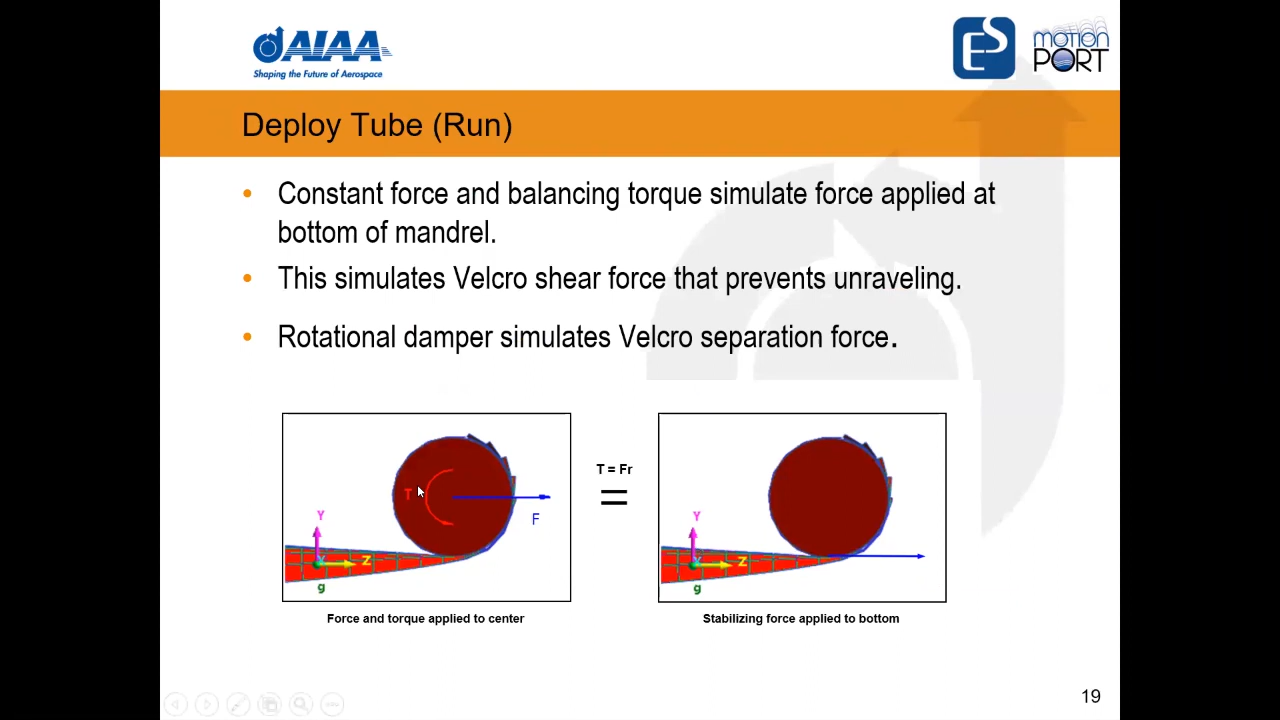 AIAA
Shaping the Future of Aerospace
ES
motion
PORT
Deploy Tube (Run)
• Constant force and balancing torque simulate force applied at
bottom of mandrel.
• This simulates Velcro shear force that prevents unraveling.
• Rotational damper simulates Velcro separation force.
T
F
Y
Z
g
T = Fr
=
Y
Z
g
Force and torque applied to center
Stabilizing force applied to bottom
19